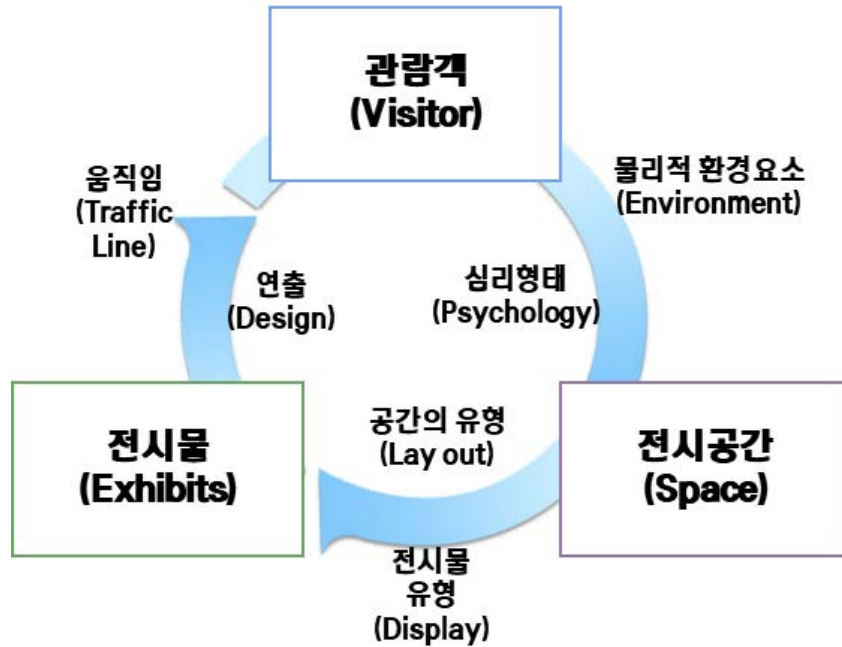 관람객
(Visitor)
움직임
(Traffic
Line)
물리적 환경요소
(Environment)
연출
(Design)
심리형태
(Psychology)
전시물
(Exhibits)
공간의 유형
(Lay out)
전시공간
(Space)
전시물
유형
(Display)